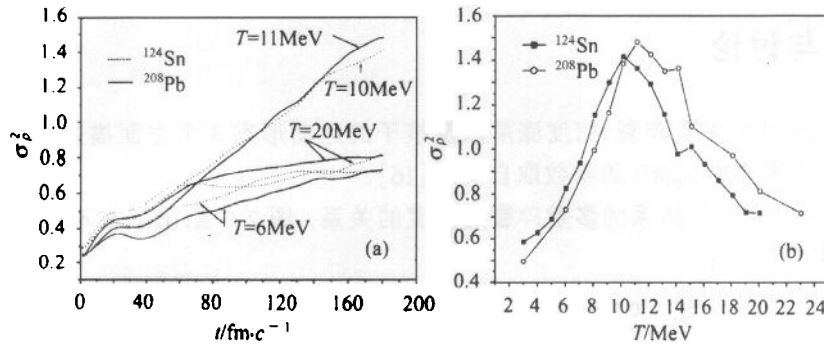 1.6
1.4
1.2
1.0
0.8
0.6
0.4
0.2
σ²ρ
¹²⁴Sn
²⁰⁸Pb
T=11MeV
T=10MeV
T=20MeV
T=6MeV
(a)
0 40 80 120 160 200
t/fm·c⁻¹
1.6
1.4
1.2
1.0
0.8
0.6
0.4
σ²ρ
¹²⁴Sn
²⁰⁸Pb
(b)
2 4 6 8 10 12 14 16 18 20 22 24
T/MeV